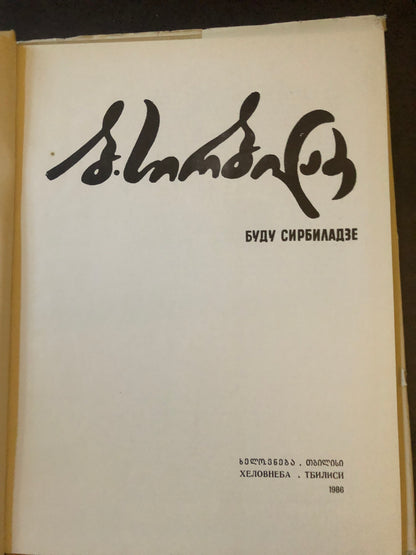 ბ. სირბილაძე
БУДУ СИРБИЛАДЗЕ
ხელოვნება . თბილისი
ХЕЛОВНЕБА . ТБИЛИСИ
1986